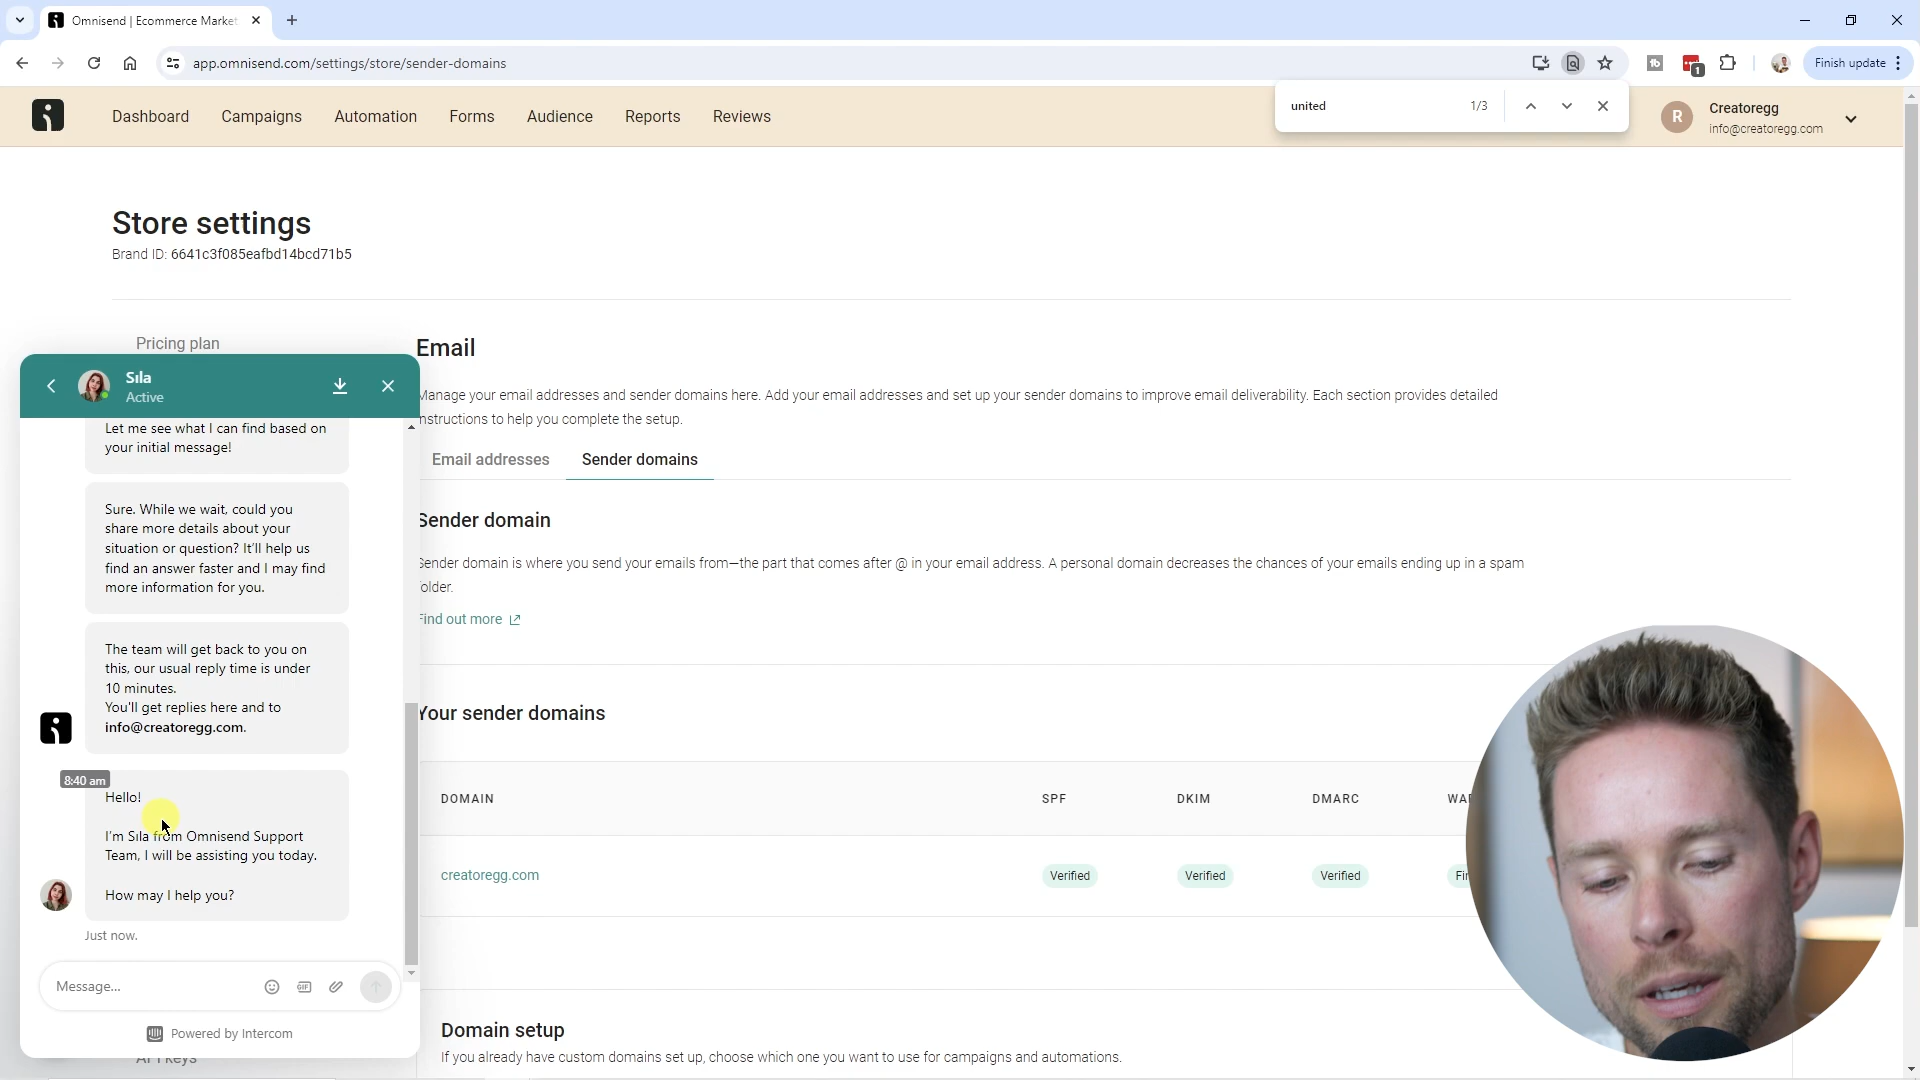 Omnisend | Ecommerce Market
app.omnisend.com/settings/store/sender-domains
1
Finish update
Dashboard
Campaigns
Automation
Forms
Audience
Reports
Reviews
united
1/3
R
Creatoregg
info@creatoregg.com
Store settings
Brand ID: 6641c3f085eafbd14bcd71b5
Pricing plan
Sıla
Active
Let me see what I can find based on
your initial message!
Sure. While we wait, could you
share more details about your
situation or question? It'll help us
find an answer faster and I may find
more information for you.
The team will get back to you on
this, our usual reply time is under
10 minutes.
You'll get replies here and to
info@creatoregg.com.
8:40 am
Hello!
I'm Sıla from Omnisend Support
Team, I will be assisting you today.
How may I help you?
Just now.
Message...
GIF
Powered by Intercom
API keys
Email
Manage your email addresses and sender domains here. Add your email addresses and set up your sender domains to improve email deliverability. Each section provides detailed
instructions to help you complete the setup.
Email addresses
Sender domains
Sender domain
Sender domain is where you send your emails from—the part that comes after @ in your email address. A personal domain decreases the chances of your emails ending up in a spam
folder.
Find out more
Your sender domains
DOMAIN
SPF
DKIM
DMARC
creatoregg.com
Verified
Verified
Verified
Domain setup
If you already have custom domains set up, choose which one you want to use for campaigns and automations.